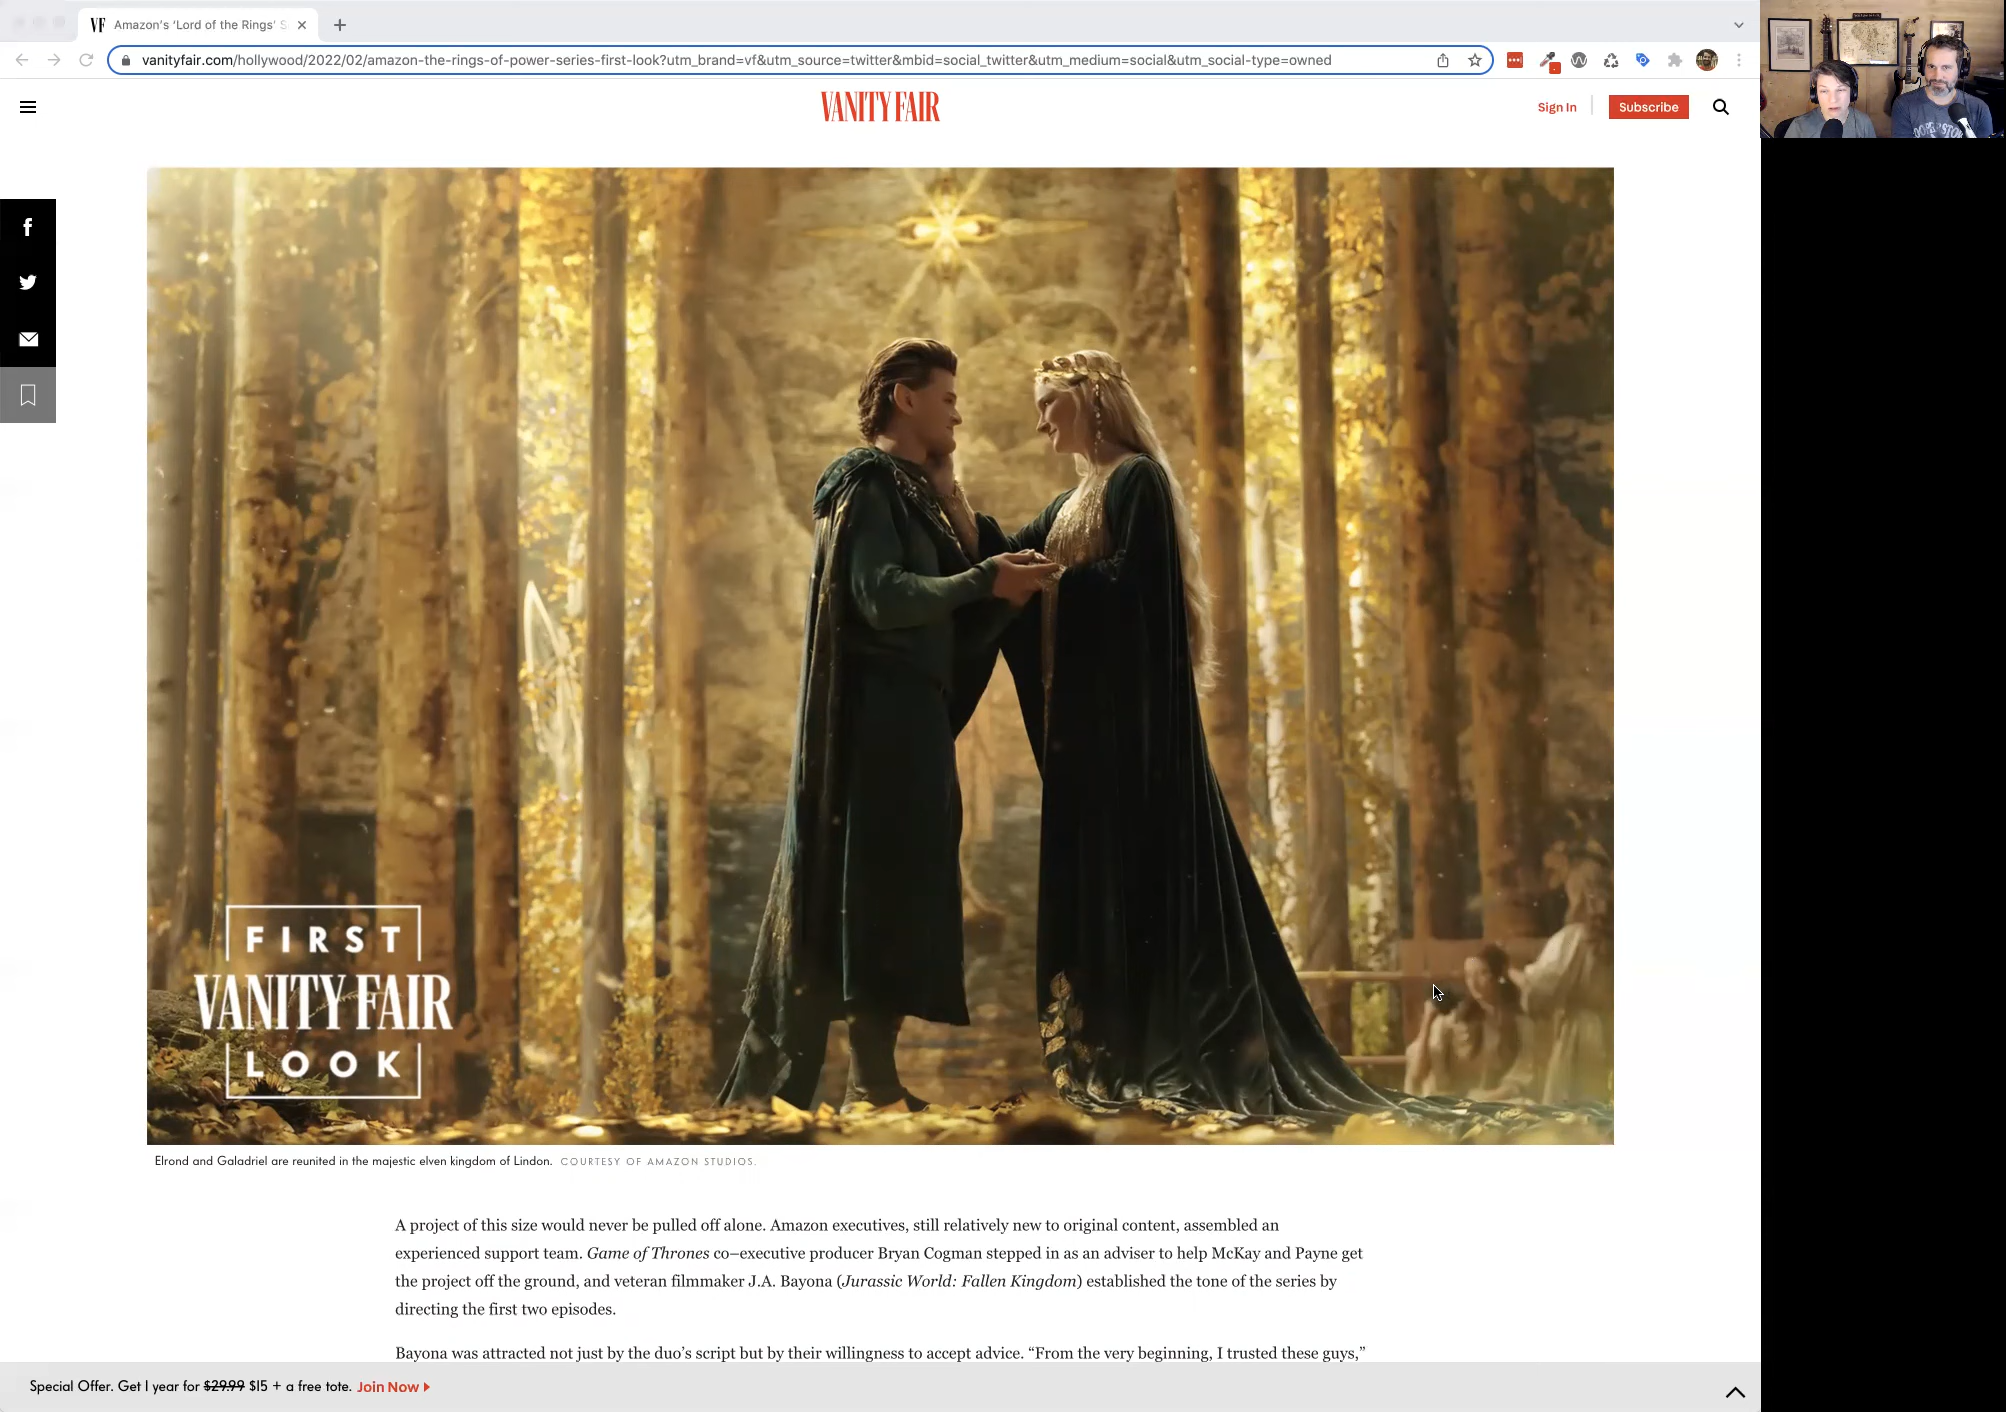 VF Amazon's 'Lord of the Rings' S
vanityfair.com/hollywood/2022/02/amazon-the-rings-of-power-series-first-look?utm_brand=vf&utm_source=twitter&mbid=social_twitter&utm_medium=social&utm_social-type=owned
VANITY FAIR
Sign In
Subscribe
FIRST
VANITY FAIR
LOOK
Elrond and Galadriel are reunited in the majestic elven kingdom of Lindon. COURTESY OF AMAZON STUDIOS.
A project of this size would never be pulled off alone. Amazon executives, still relatively new to original content, assembled an
experienced support team. Game of Thrones co–executive producer Bryan Cogman stepped in as an adviser to help McKay and Payne get
the project off the ground, and veteran filmmaker J.A. Bayona (Jurassic World: Fallen Kingdom) established the tone of the series by
directing the first two episodes.
Bayona was attracted not just by the duo's script but by their willingness to accept advice. “From the very beginning, I trusted these guys,”
Special Offer. Get 1 year for $29.99 $15 + a free tote. Join Now